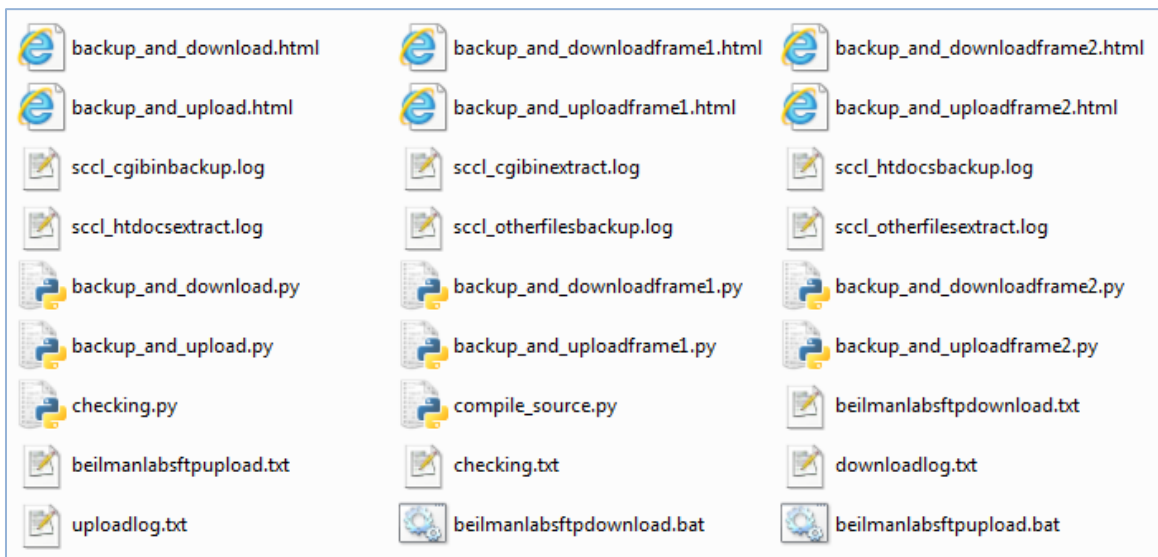 backup_and_download.html backup_and_downloadframe1.html backup_and_downloadframe2.html
backup_and_upload.html backup_and_uploadframe1.html backup_and_uploadframe2.html
sccl_cgibinbackup.log sccl_cgibinextract.log sccl_htdocsbackup.log
sccl_htdocsextract.log sccl_otherfilesbackup.log sccl_otherfilesextract.log
backup_and_download.py backup_and_downloadframe1.py backup_and_downloadframe2.py
backup_and_upload.py backup_and_uploadframe1.py backup_and_uploadframe2.py
checking.py compile_source.py beilmanlabsftpdownload.txt
beilmanlabsftpupload.txt checking.txt downloadlog.txt
uploadlog.txt beilmanlabsftpdownload.bat beilmanlabsftpupload.bat